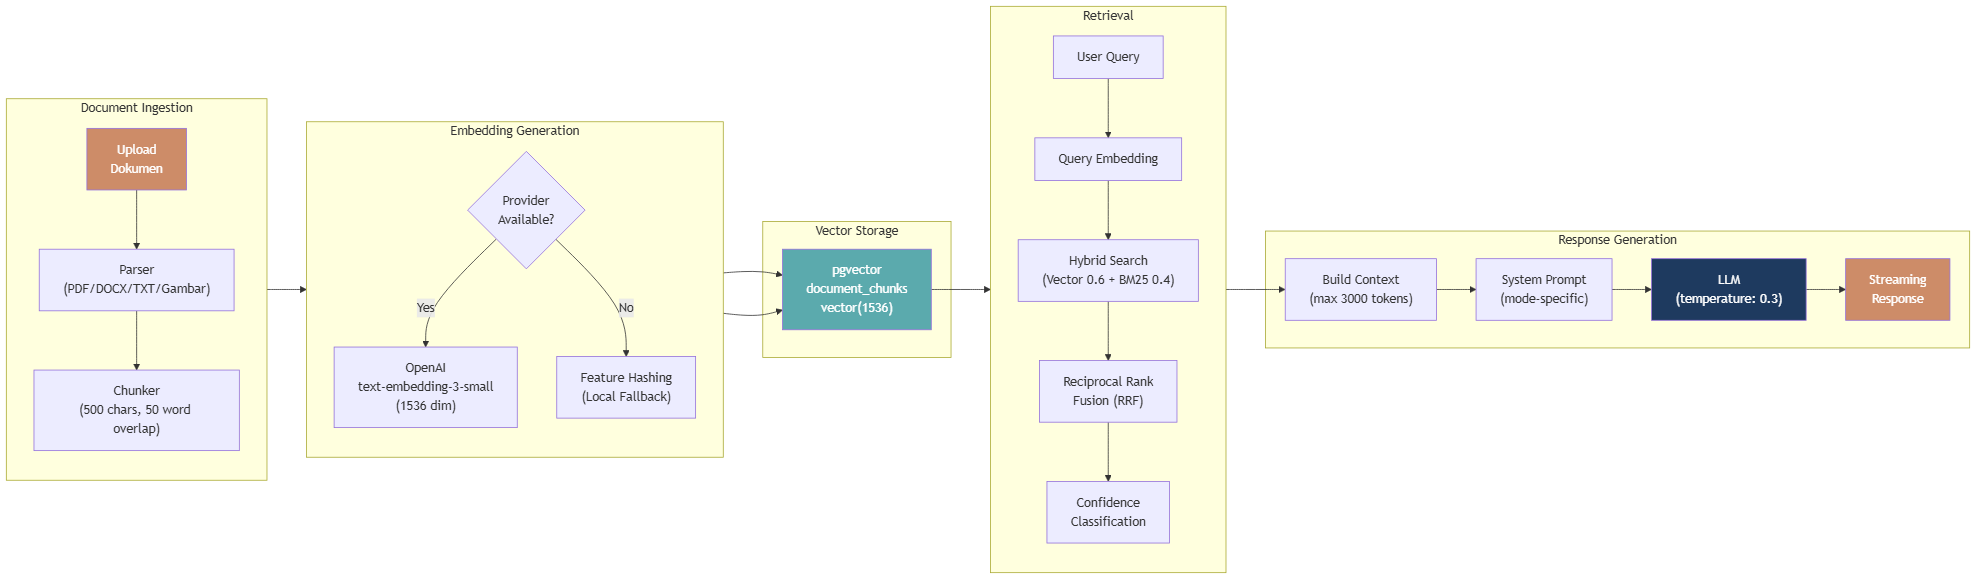 Document Ingestion
Upload
Dokumen
Parser
(PDF/DOCX/TXT/Gambar)
Chunker
(500 chars, 50 word
overlap)
Embedding Generation
Provider
Available?
Yes
No
OpenAI
text-embedding-3-small
(1536 dim)
Feature Hashing
(Local Fallback)
Vector Storage
pgvector
document_chunks
vector(1536)
Retrieval
User Query
Query Embedding
Hybrid Search
(Vector 0.6 + BM25 0.4)
Reciprocal Rank
Fusion (RRF)
Confidence
Classification
Response Generation
Build Context
(max 3000 tokens)
System Prompt
(mode-specific)
LLM
(temperature: 0.3)
Streaming
Response